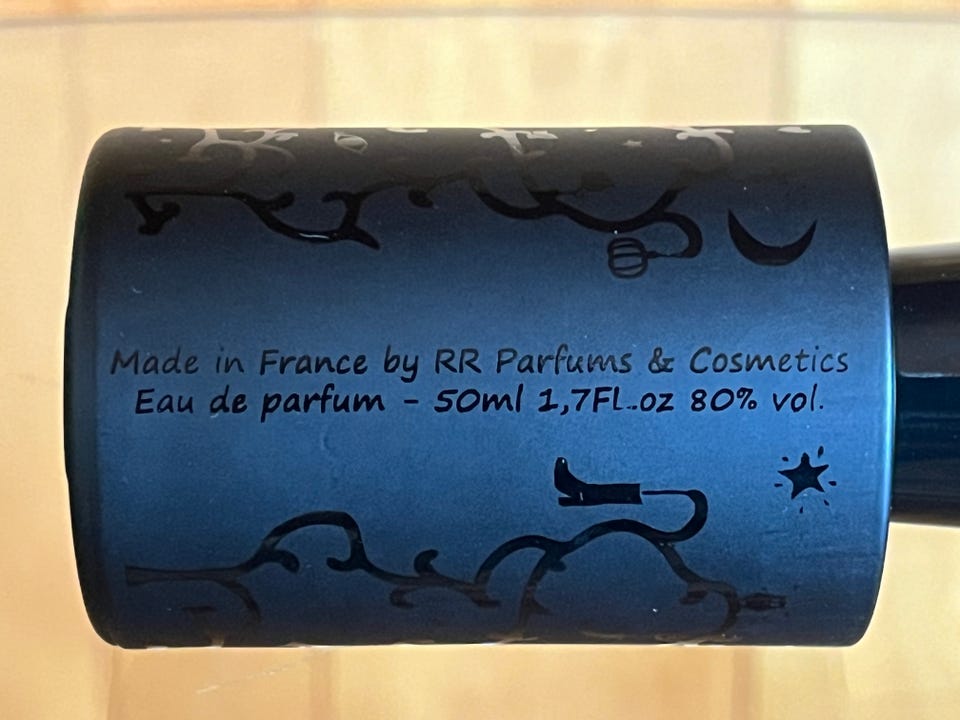 Made in France by RR Parfums & Cosmetics
Eau de parfum - 50ml 1,7Fl.oz 80% vol.